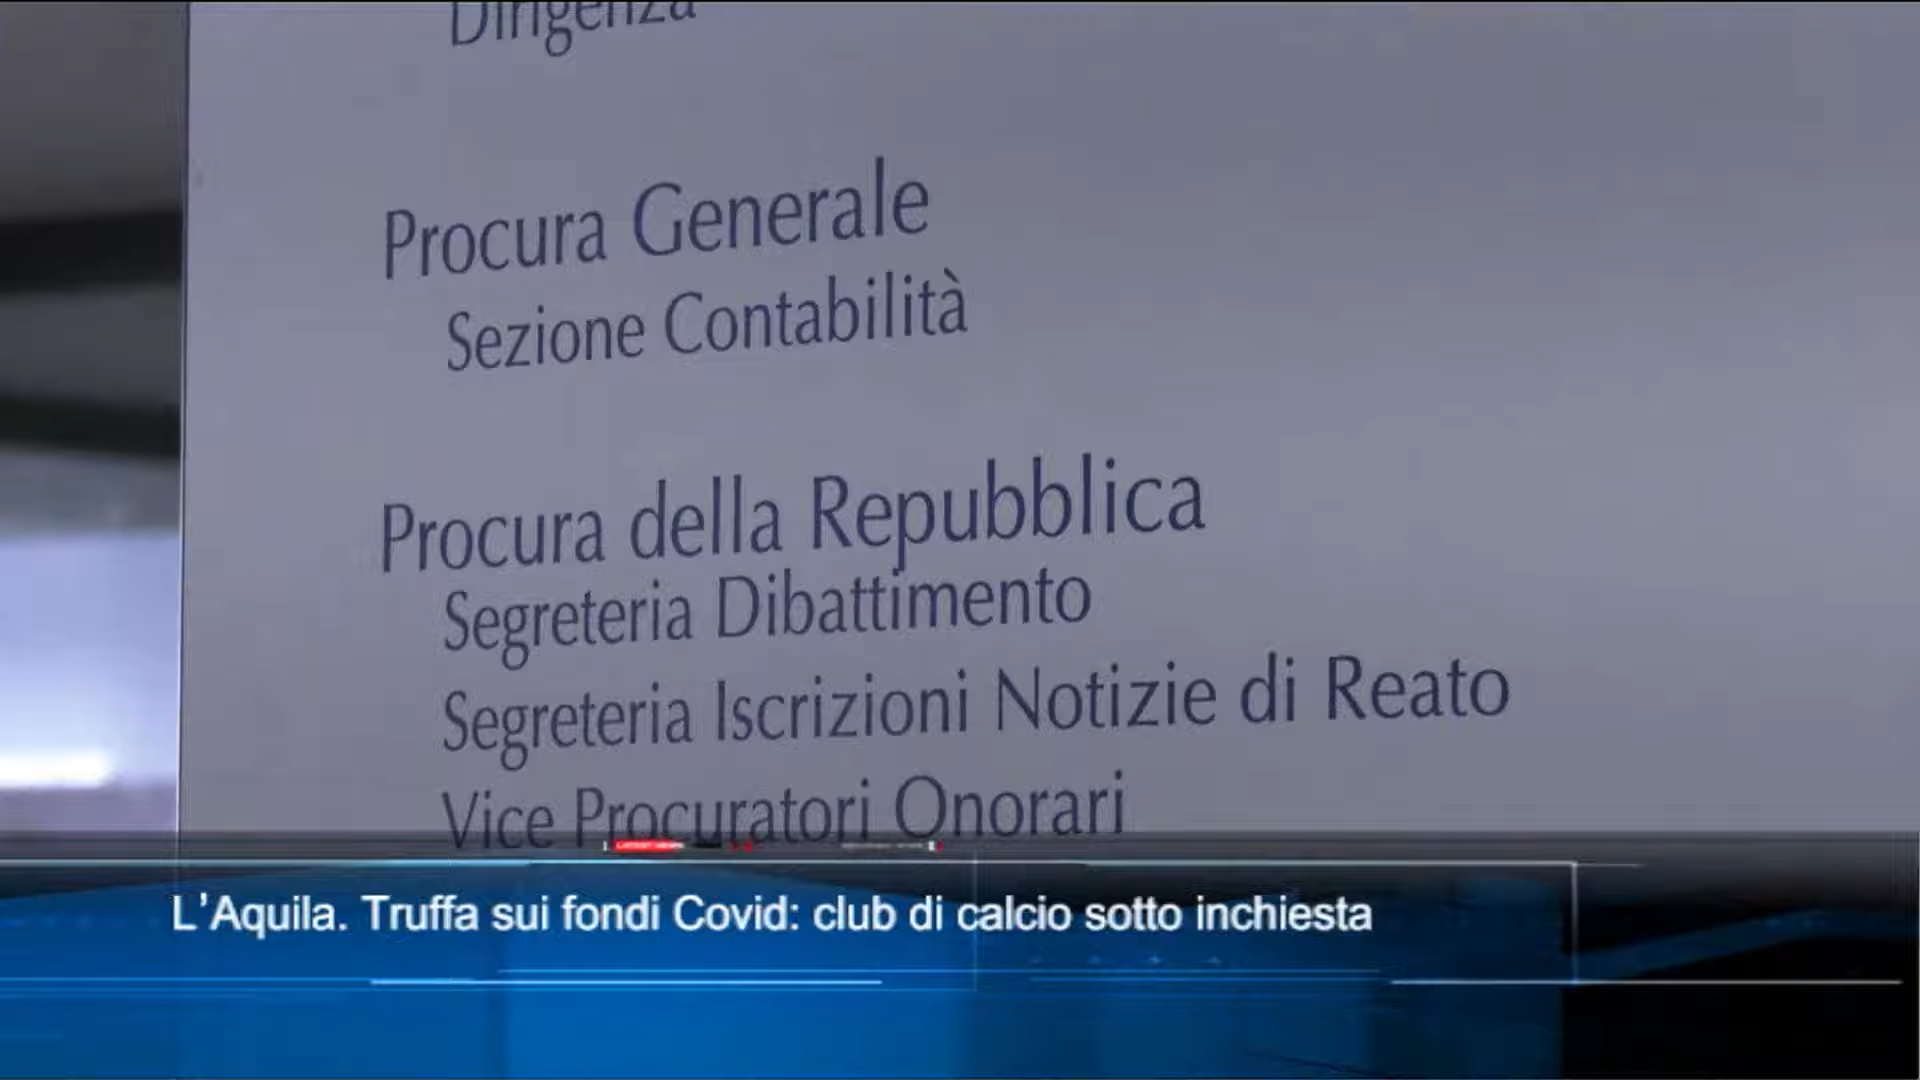 Dirigenza
Procura Generale
Sezione Contabilità
Procura della Repubblica
Segreteria Dibattimento
Segreteria Iscrizioni Notizie di Reato
Vice Procuratori Onorari
L'Aquila. Truffa sui fondi Covid: club di calcio sotto inchiesta